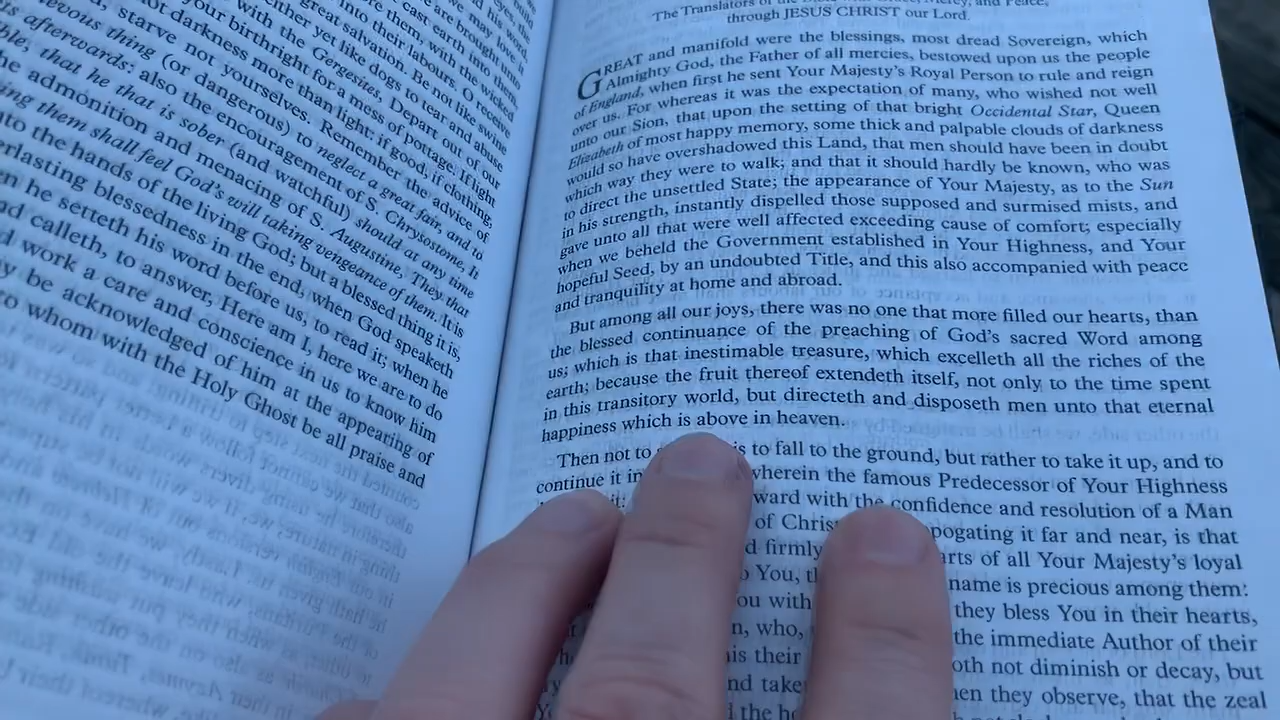 into their labours. O receive
great salvation. Be not like swine
either yet like dogs to tear and abuse
with the Gergesites, Depart out of our
your birthright for a mess of pottage. If light
not darkness more than light; if good, if clothing,
starve not yourselves. Remember the advice of
grievous thing (or dangerous) to neglect a great fair, and to
afterwards: also the encouragement of S. Chrysostome, It
that he that is sober (and watchful) should at any time
the admonition and menacing of S. Augustine, They that
them shall feel God's will taking vengeance of them. It is
into the hands of the living God; but a blessed thing it is,
everlasting blessedness in the end, when God speaketh
he setteth his word before us, to read it; when he
and calleth, to answer, Here am I, here we are to do
work a care and conscience in us to know him
be acknowledged of him at the appearing of
to whom with the Holy Ghost be all praise and
The Translators of the Bible wish Grace, Mercy, and Peace,
through JESUS CHRIST our Lord.
GREAT and manifold were the blessings, most dread Sovereign, which
Almighty God, the Father of all mercies, bestowed upon us the people
of England, when first he sent Your Majesty's Royal Person to rule and reign
over us. For whereas it was the expectation of many, who wished not well
unto our Sion, that upon the setting of that bright Occidental Star, Queen
Elizabeth of most happy memory, some thick and palpable clouds of darkness
would so have overshadowed this Land, that men should have been in doubt
which way they were to walk; and that it should hardly be known, who was
to direct the unsettled State; the appearance of Your Majesty, as to the Sun
in his strength, instantly dispelled those supposed and surmised mists, and
gave unto all that were well affected exceeding cause of comfort; especially
when we beheld the Government established in Your Highness, and Your
hopeful Seed, by an undoubted Title, and this also accompanied with peace
and tranquility at home and abroad.
But among all our joys, there was no one that more filled our hearts, than
the blessed continuance of the preaching of God's sacred Word among
us; which is that inestimable treasure, which excelleth all the riches of the
earth; because the fruit thereof extendeth itself, not only to the time spent
in this transitory world, but directeth and disposeth men unto that eternal
happiness which is above in heaven.
Then not to is to fall to the ground, but rather to take it up, and to
continue it in wherein the famous Predecessor of Your Highness
it: ward with the confidence and resolution of a Man
of Christ pogating it far and near, is that
d firmly arts of all Your Majesty's loyal
You, name is precious among them:
ou with they bless You in their hearts,
n, who, the immediate Author of their
is their oth not diminish or decay, but
nd take en they observe, that the zeal
the